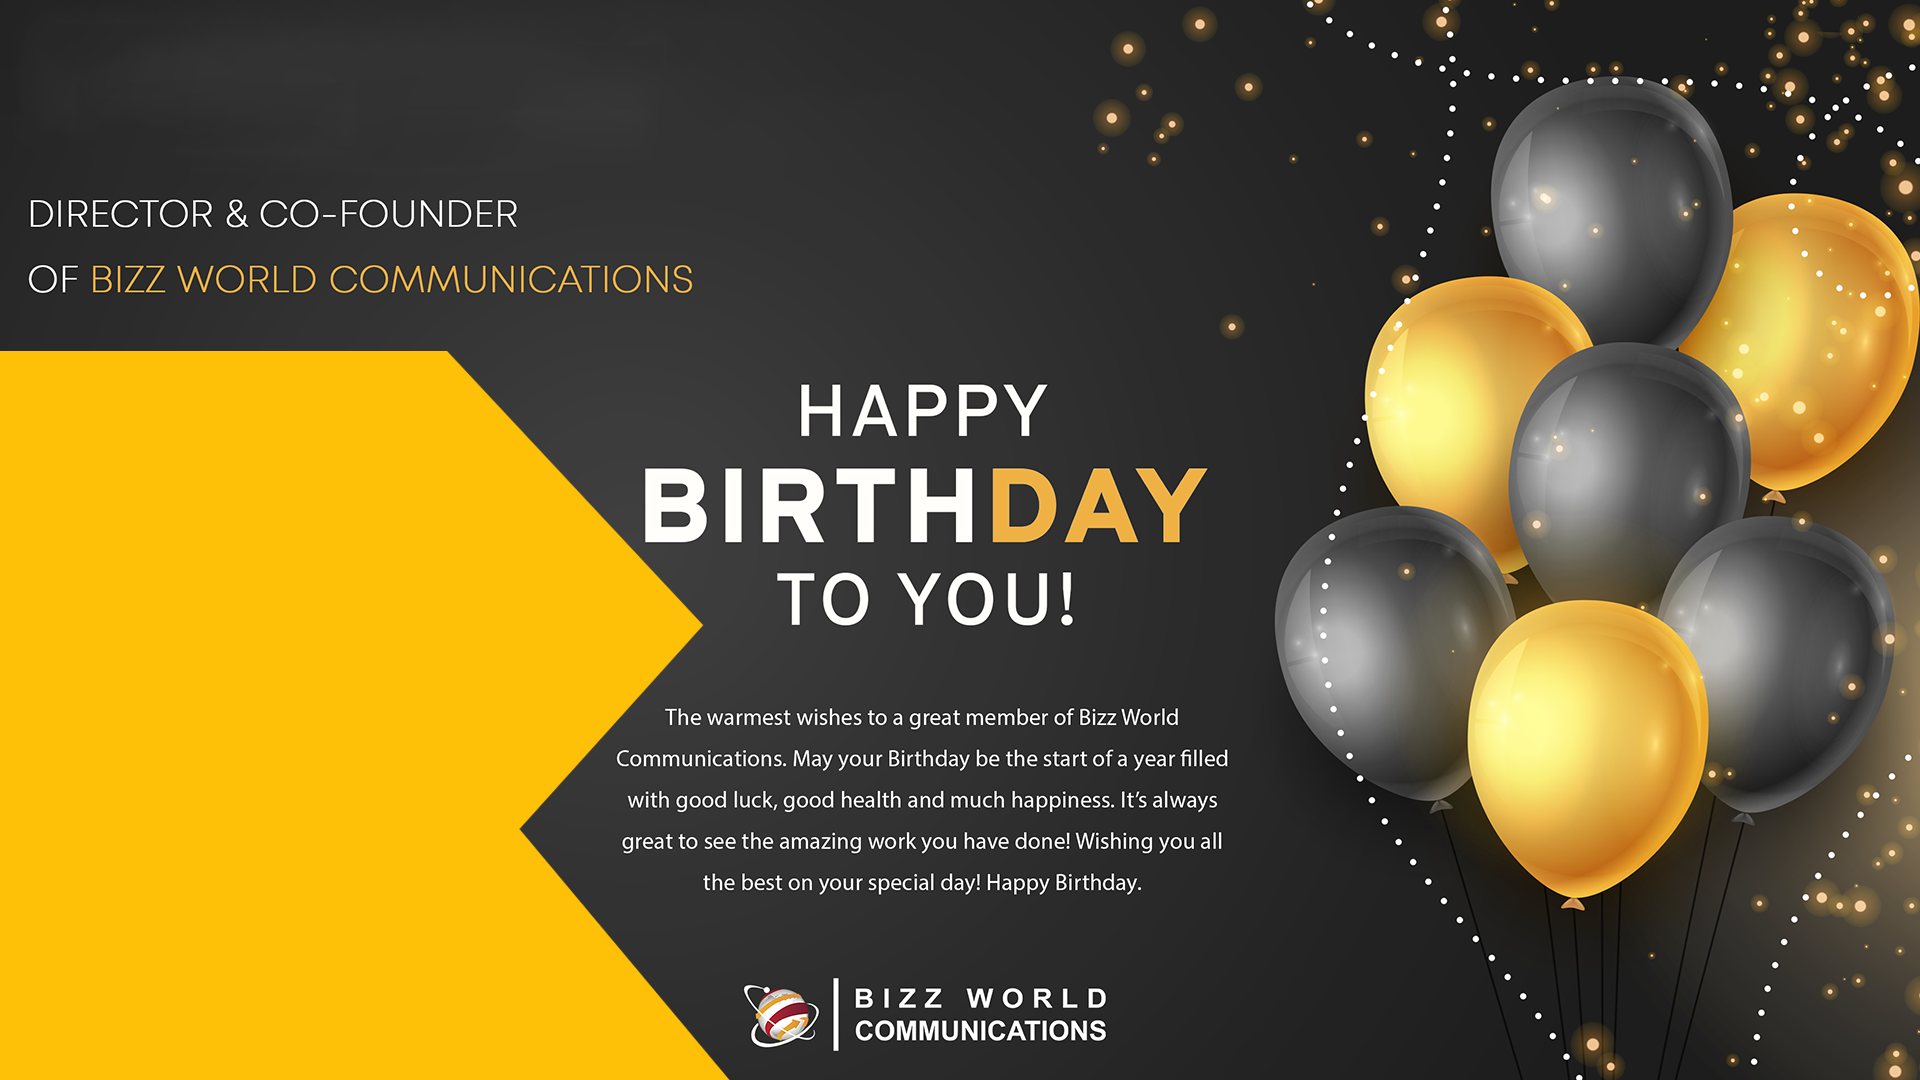 DIRECTOR & CO-FOUNDER
OF BIZZ WORLD COMMUNICATIONS
HAPPY
BIRTHDAY
TO YOU!
The warmest wishes to a great member of Bizz World
Communications. May your Birthday be the start of a year filled
with good luck, good health and much happiness. It’s always
great to see the amazing work you have done! Wishing you all
the best on your special day! Happy Birthday.
BIZZ WORLD
COMMUNICATIONS